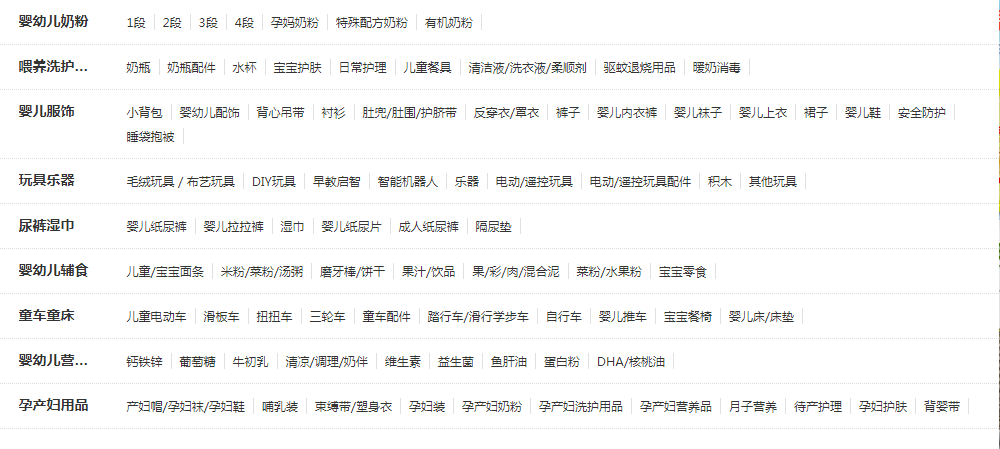 婴幼儿奶粉 1段 2段 3段 4段 孕妈奶粉 特殊配方奶粉 有机奶粉
喂养洗护... 奶瓶 奶瓶配件 水杯 宝宝护肤 日常护理 儿童餐具 清洁液/洗衣液/柔顺剂 驱蚊退烧用品 暖奶消毒
婴儿服饰 小背包 婴幼儿配饰 背心吊带 衬衫 肚兜/肚围/护脐带 反穿衣/罩衣 裤子 婴儿内衣裤 婴儿袜子 婴儿上衣 裙子 婴儿鞋 安全防护
睡袋抱被
玩具乐器 毛绒玩具 / 布艺玩具 DIY玩具 早教启智 智能机器人 乐器 电动/遥控玩具 电动/遥控玩具配件 积木 其他玩具
尿裤湿巾 婴儿纸尿裤 婴儿拉拉裤 湿巾 婴儿纸尿片 成人纸尿裤 隔尿垫
婴幼儿辅食 儿童/宝宝面条 米粉/菜粉/汤粥 磨牙棒/饼干 果汁/饮品 果/彩/肉/混合泥 菜粉/水果粉 宝宝零食
童车童床 儿童电动车 滑板车 扭扭车 三轮车 童车配件 踏行车/滑行学步车 自行车 婴儿推车 宝宝餐椅 婴儿床/床垫
婴幼儿营... 钙铁锌 葡萄糖 牛初乳 清凉/调理/奶伴 维生素 益生菌 鱼肝油 蛋白粉 DHA/核桃油
孕产妇用品 产妇帽/孕妇袜/孕妇鞋 哺乳装 束缚带/塑身衣 孕妇装 孕产妇奶粉 孕产妇洗护用品 孕产妇营养品 月子营养 待产护理 孕妇护肤 背婴带